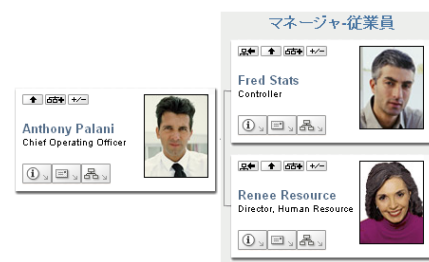 マネージャ-従業員
+/−
Fred Stats
Controller
+/−
Anthony Palani
Chief Operating Officer
+/−
Renee Resource
Director, Human Resource